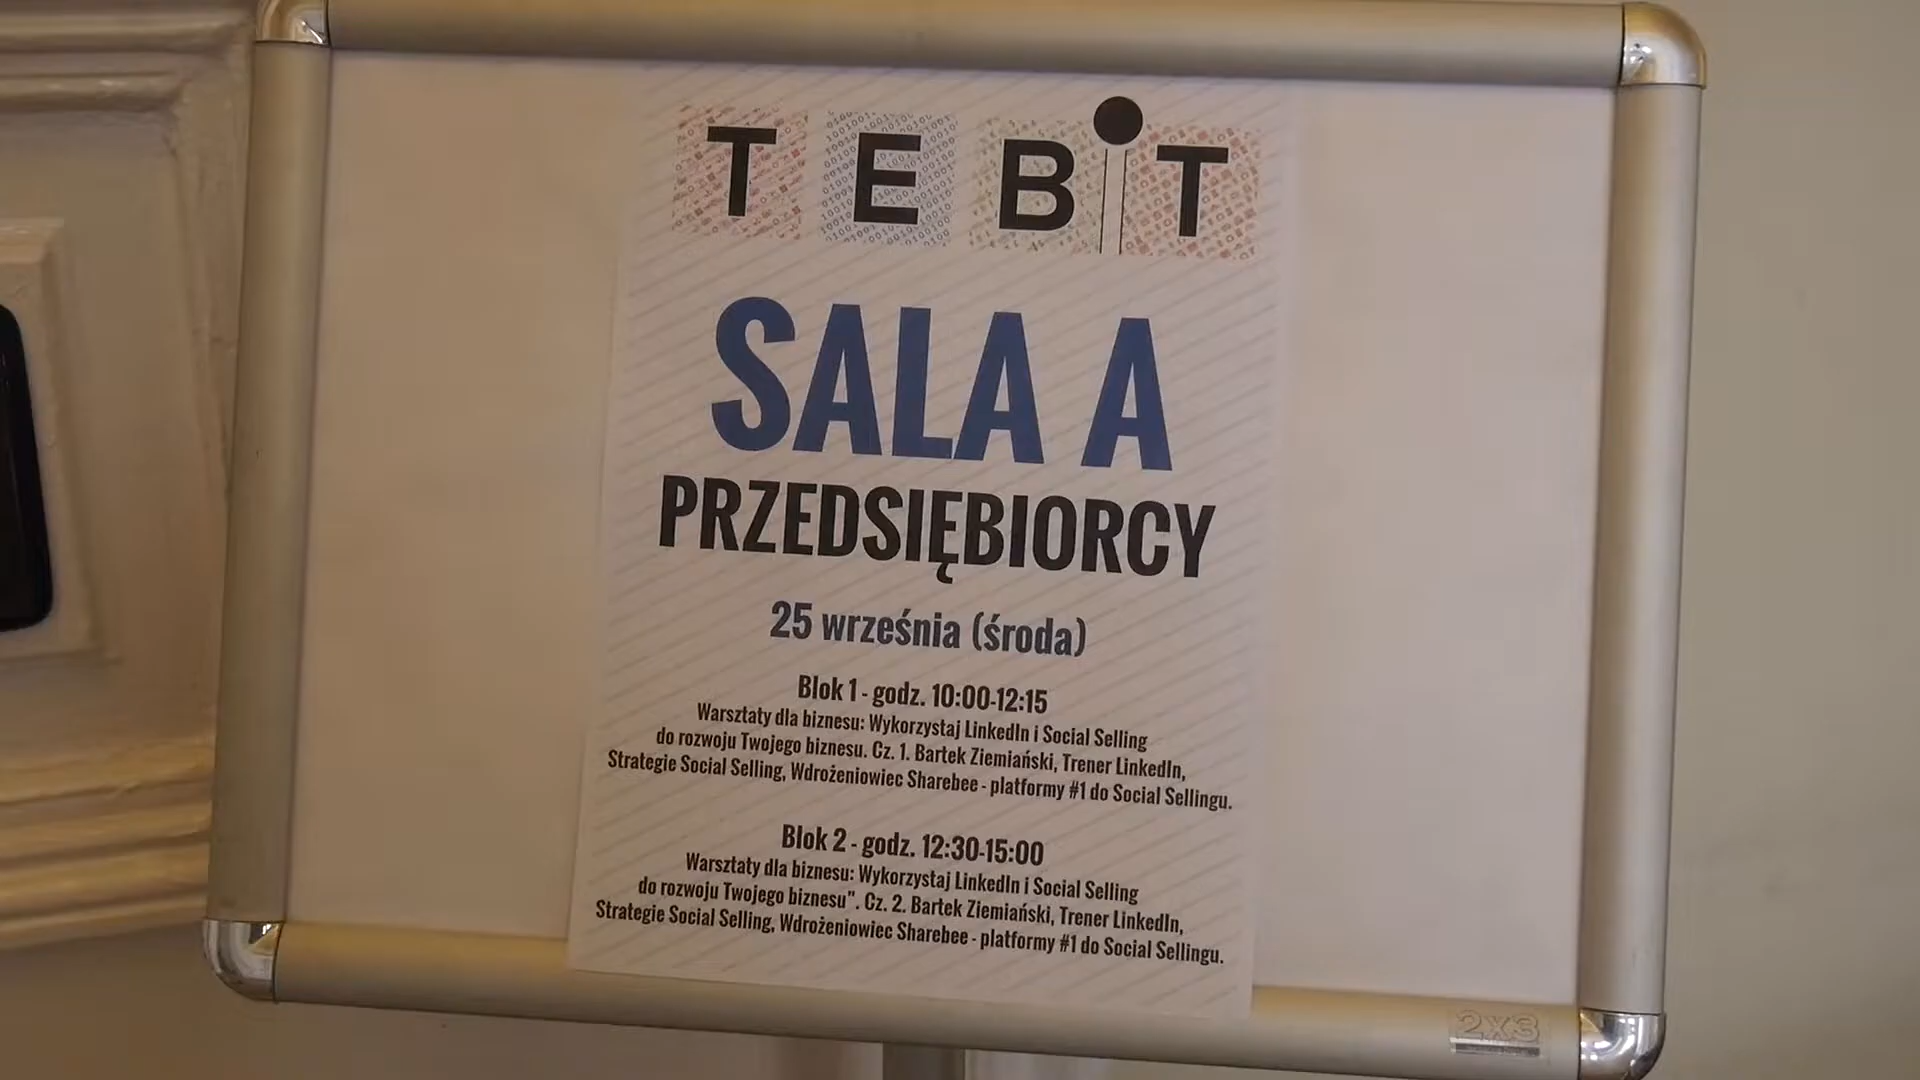 TEBiT
SALA A
PRZEDSIĘBIORCY
25 września (środa)
Blok 1 - godz. 10:00-12:15
Warsztaty dla biznesu: Wykorzystaj LinkedIn i Social Selling
do rozwoju Twojego biznesu. Cz. 1. Bartek Ziemiański, Trener LinkedIn,
Strategie Social Selling, Wdrożeniowiec Sharebee - platformy #1 do Social Sellingu.
Blok 2 - godz. 12:30-15:00
Warsztaty dla biznesu: Wykorzystaj LinkedIn i Social Selling
do rozwoju Twojego biznesu". Cz. 2. Bartek Ziemiański, Trener LinkedIn,
Strategie Social Selling, Wdrożeniowiec Sharebee - platformy #1 do Social Sellingu.
2x3